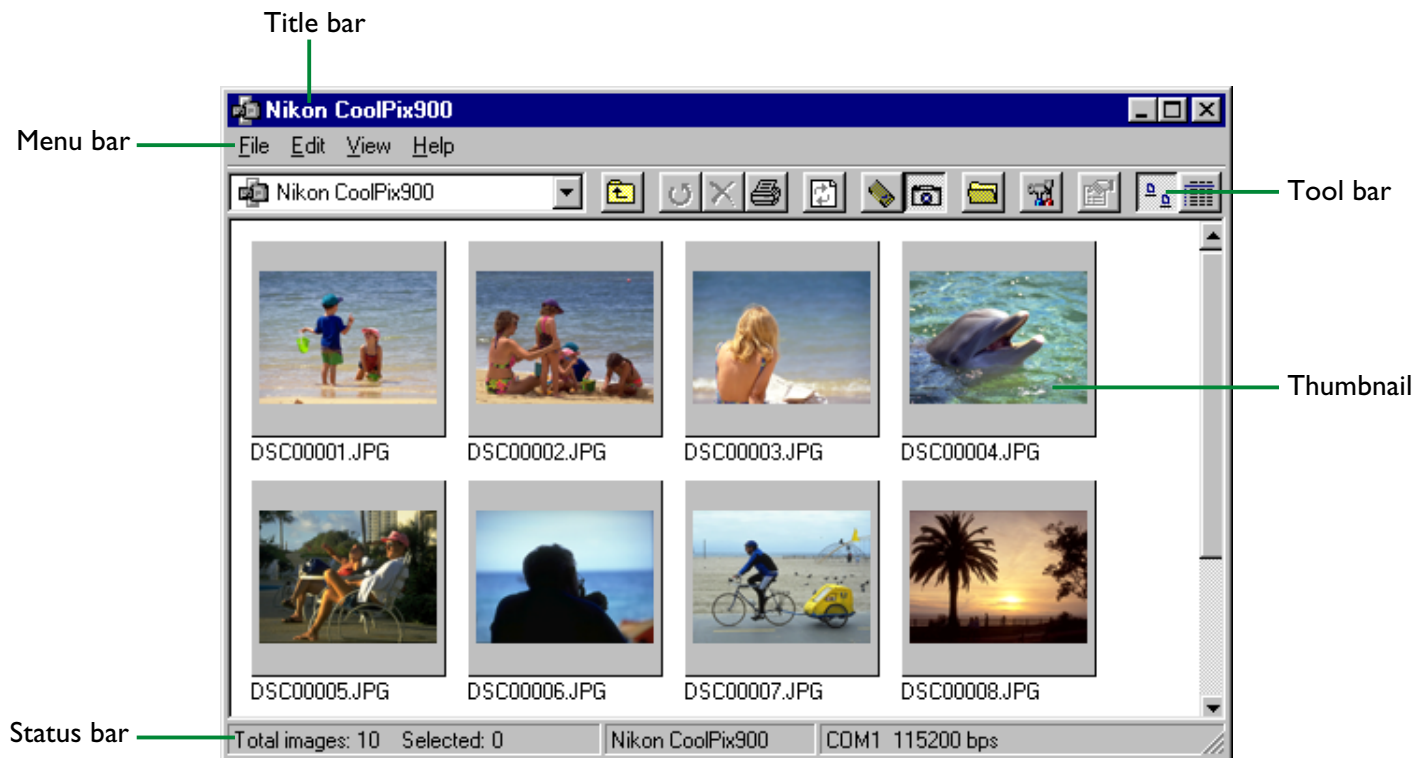 Title bar
Nikon CoolPix900
Menu bar
File Edit View Help
Nikon CoolPix900
Tool bar
Thumbnail
DSC00001.JPG DSC00002.JPG DSC00003.JPG DSC00004.JPG
DSC00005.JPG DSC00006.JPG DSC00007.JPG DSC00008.JPG
Status bar
Total images: 10 Selected: 0 Nikon CoolPix900 COM1 115200 bps